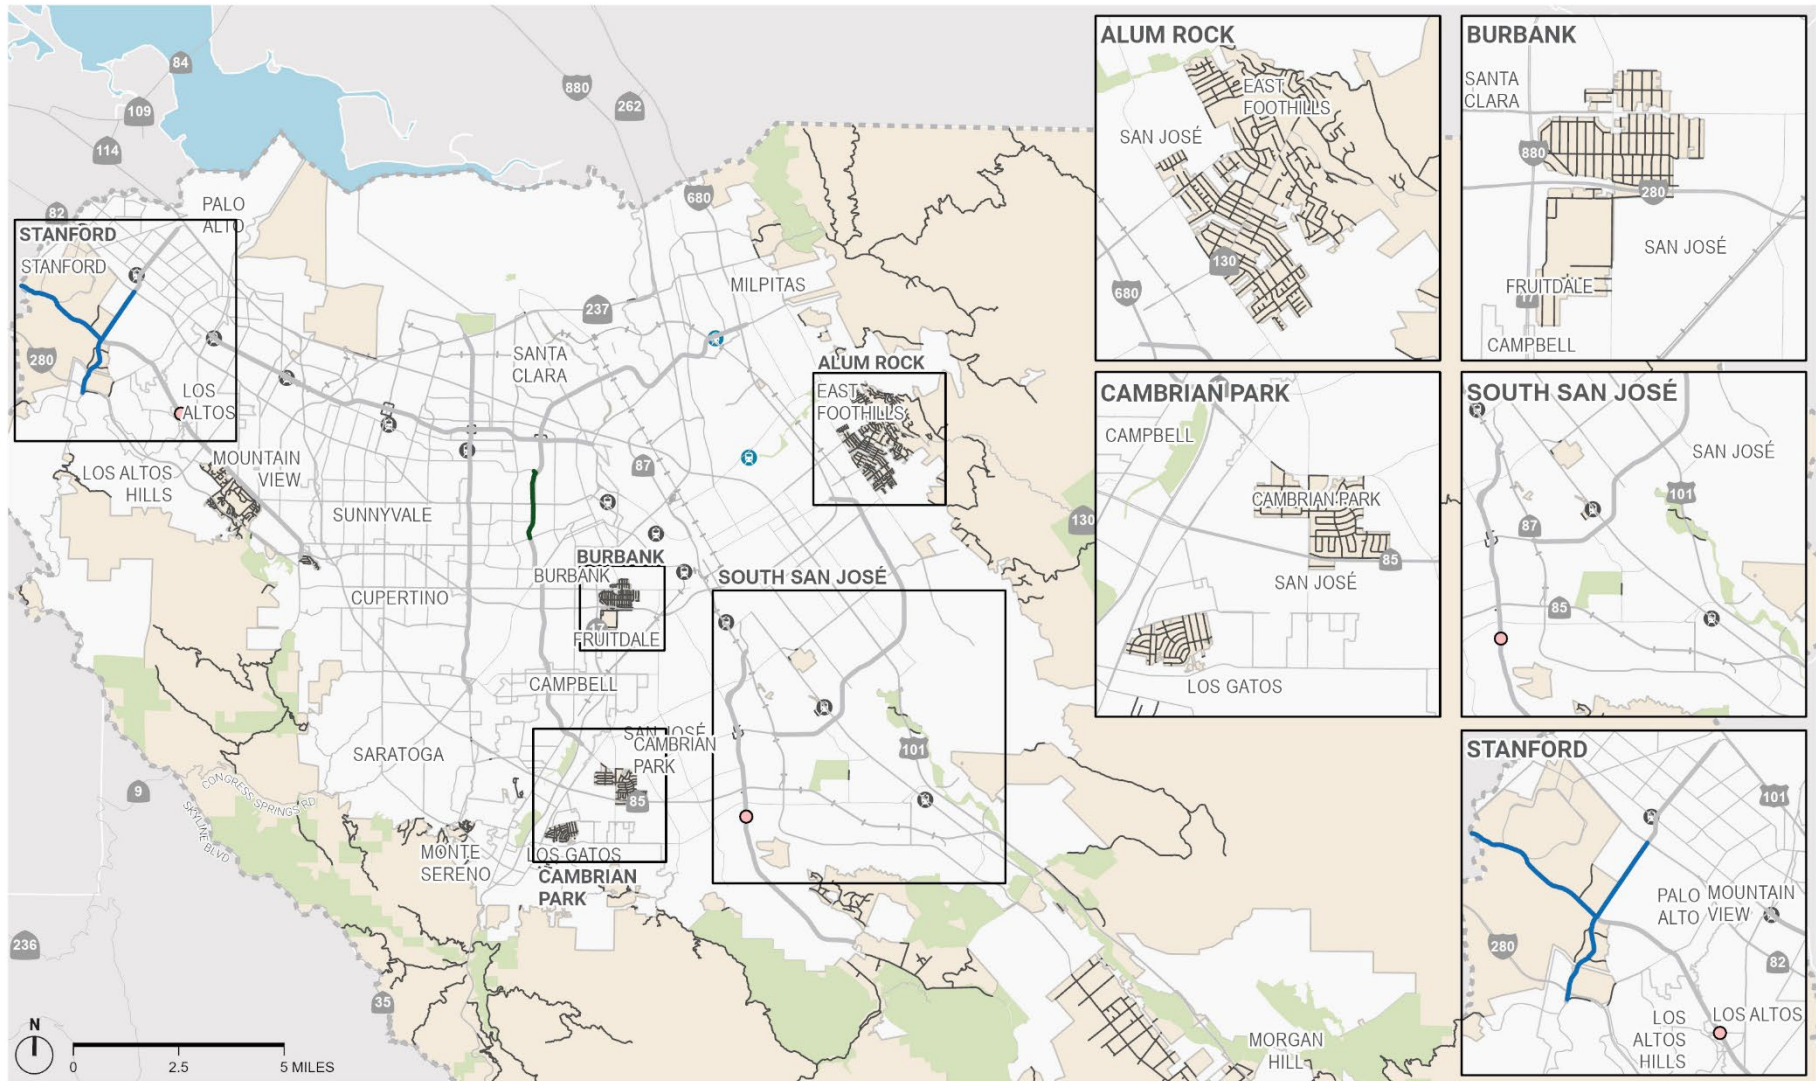 84
109
114
82
880
262
680
PALO
ALTO
STANFORD
STANFORD
280
LOS
ALTOS
LOS ALTOS
HILLS
MOUNTAIN
VIEW
SUNNYVALE
SANTA
CLARA
237
MILPITAS
87
ALUM ROCK
EAST
FOOTHILLS
130
CUPERTINO
BURBANK
BURBANK
17
FRUITDALE
SOUTH SAN JOSÉ
CAMPBELL
SAN JOSÉ
CAMBRIAN
PARK
85
LOS GATOS
CAMBRIAN
PARK
101
SARATOGA
CONGRESS SPRINGS RD
SKYLINE BLVD
9
MONTE
SERENO
236
35
MORGAN
HILL
N
0
2.5
5 MILES
ALUM ROCK
EAST
FOOTHILLS
SAN JOSÉ
130
680
BURBANK
SANTA
CLARA
880
280
SAN JOSÉ
FRUITDALE
17
CAMPBELL
CAMBRIAN PARK
CAMPBELL
CAMBRIAN PARK
85
SAN JOSÉ
LOS GATOS
SOUTH SAN JOSÉ
SAN JOSÉ
101
87
85
STANFORD
101
PALO
ALTO
MOUNTAIN
VIEW
280
82
LOS
ALTOS
HILLS
LOS ALTOS